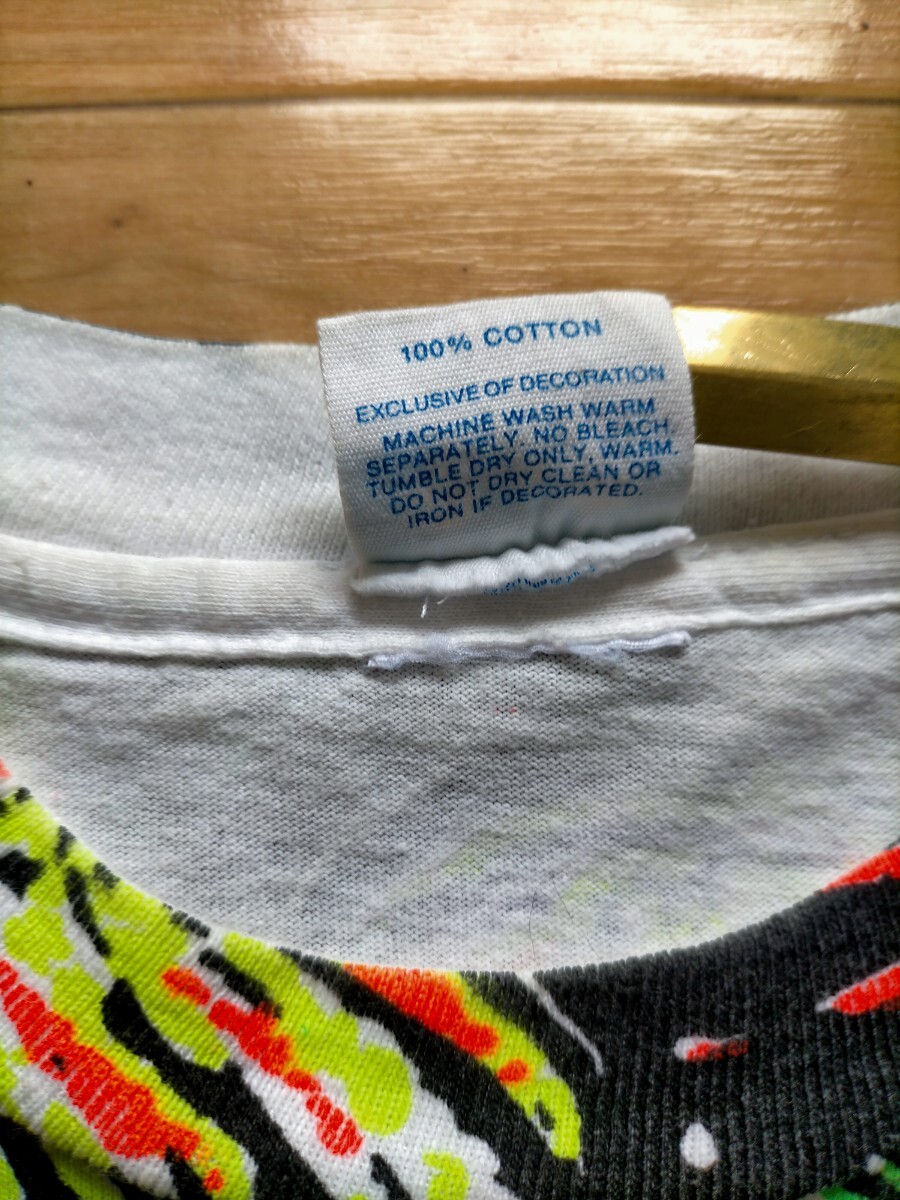 100% COTTON
EXCLUSIVE OF DECORATION
MACHINE WASH WARM
SEPARATELY. NO BLEACH.
TUMBLE DRY ONLY, WARM.
DO NOT DRY CLEAN OR
IRON IF DECORATED.